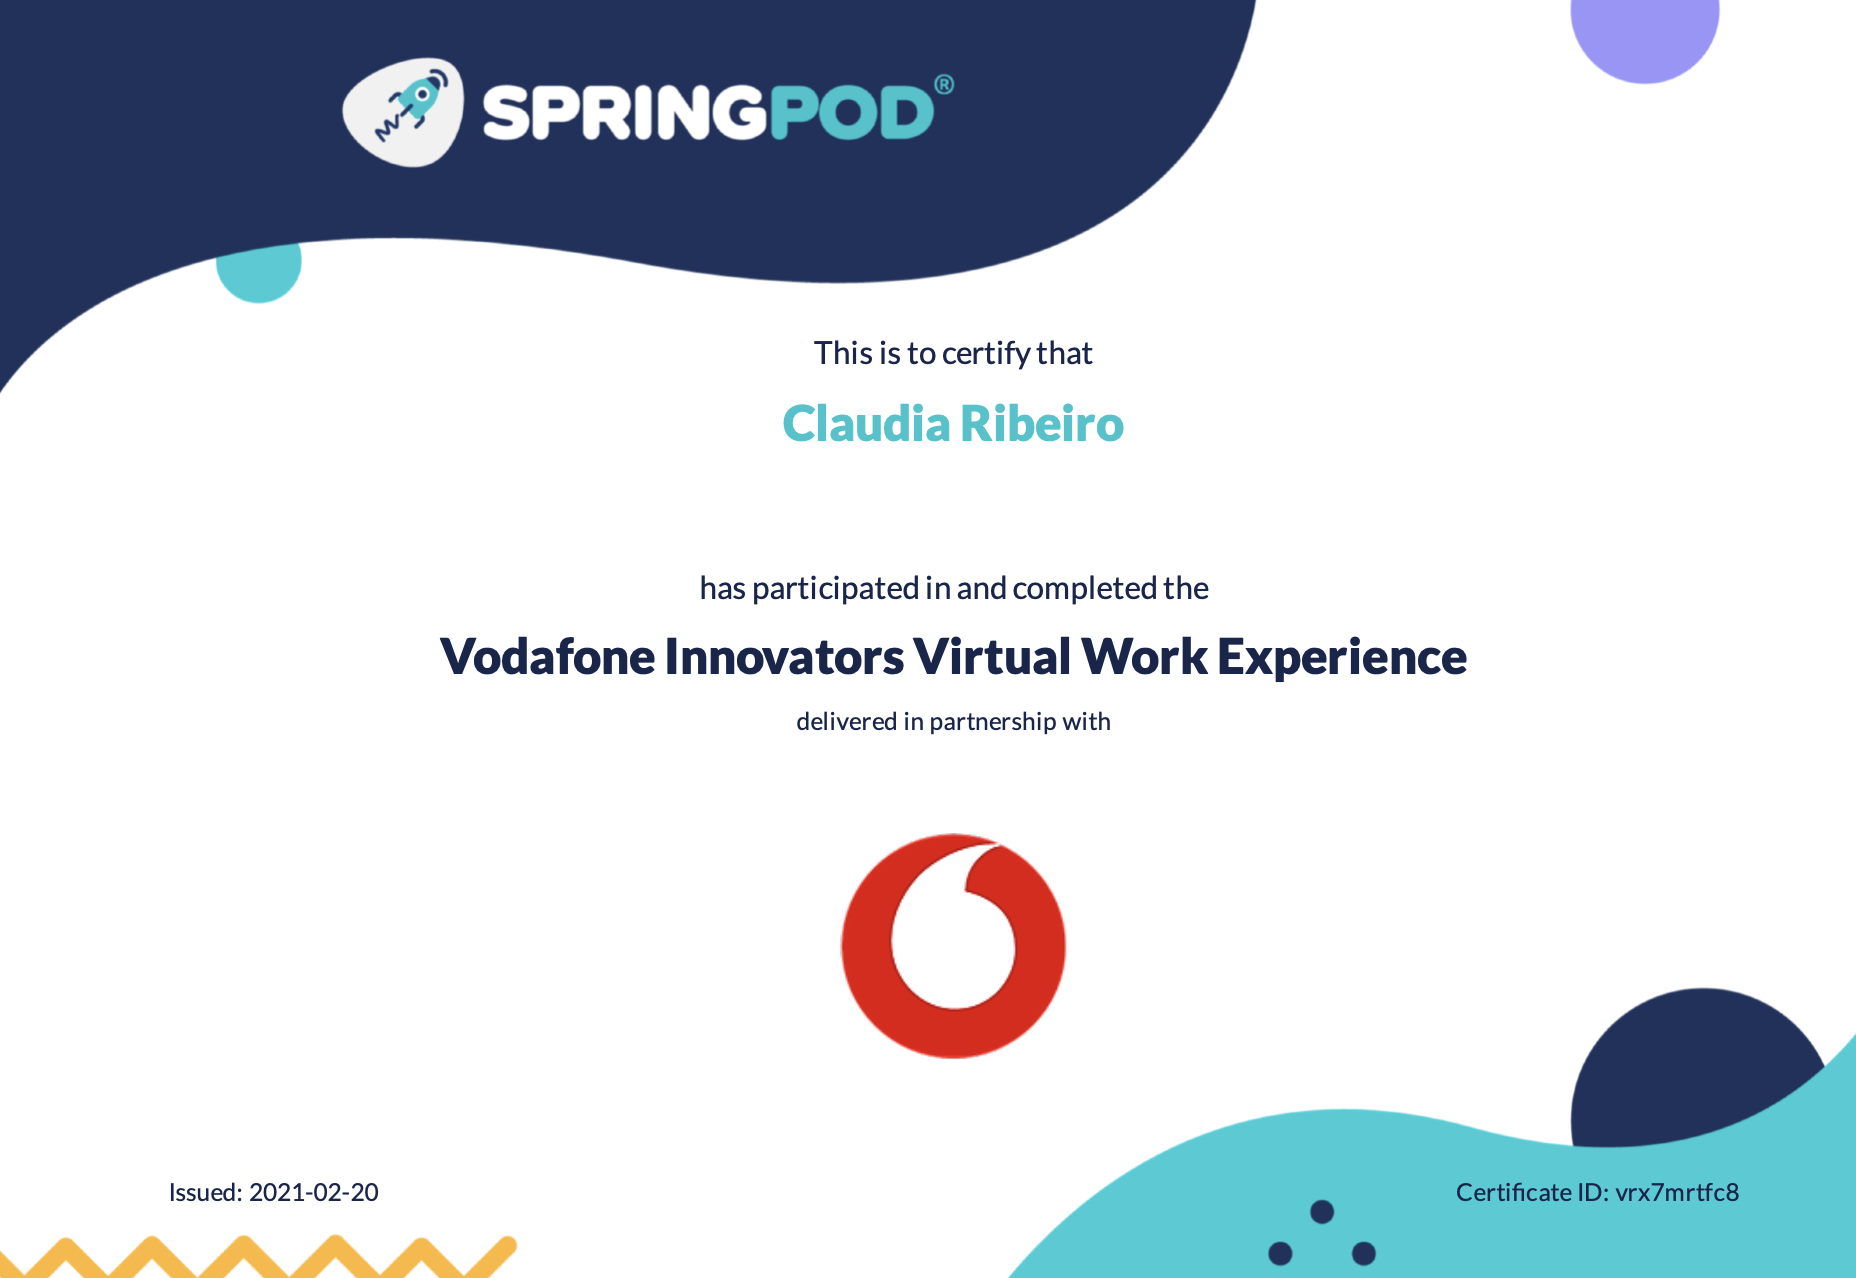 SPRINGPOD®
This is to certify that
Claudia Ribeiro
has participated in and completed the
Vodafone Innovators Virtual Work Experience
delivered in partnership with
Issued: 2021-02-20
Certificate ID: vrx7mrtfc8